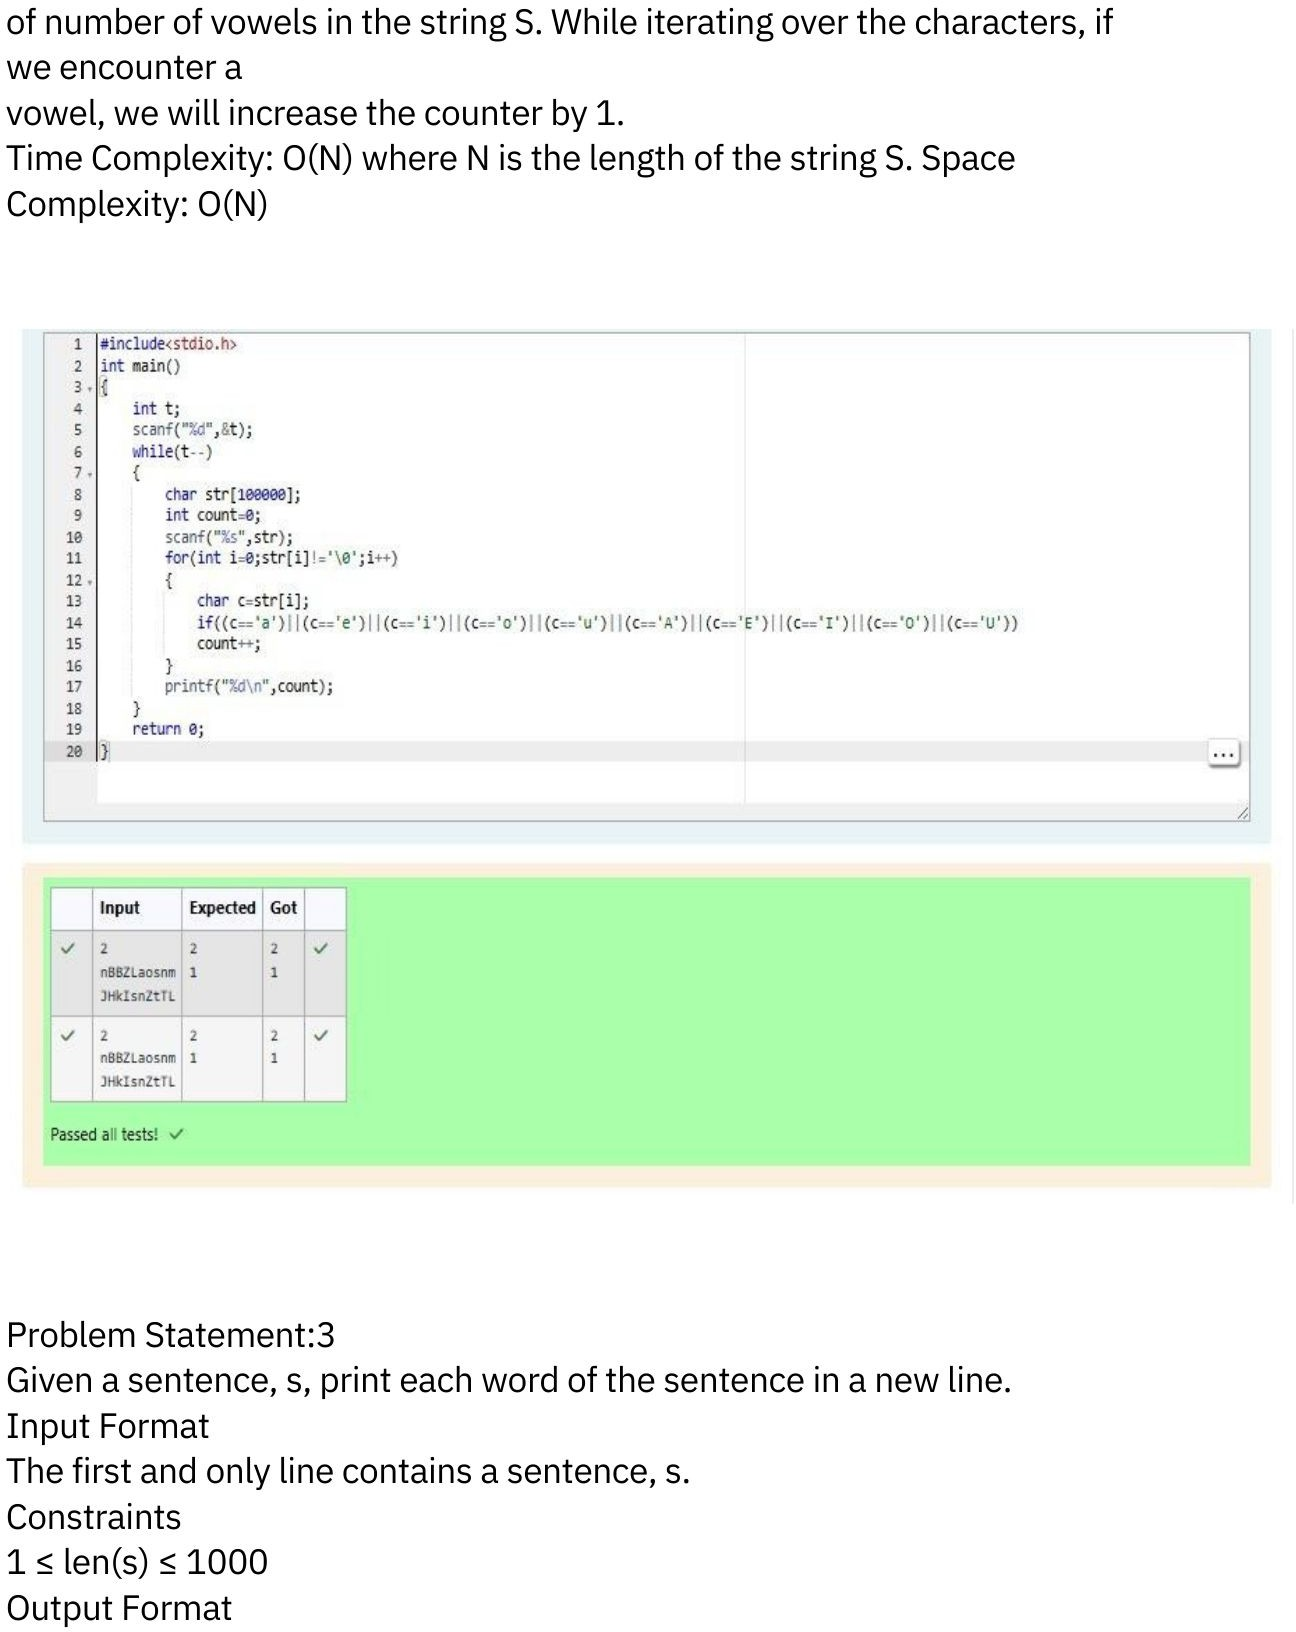 of number of vowels in the string S. While iterating over the characters, if
we encounter a
vowel, we will increase the counter by 1.
Time Complexity: O(N) where N is the length of the string S. Space
Complexity: O(N)
1 #include<stdio.h>
2 int main()
3 {
4 int t;
5 scanf("%d",&t);
6 while(t--)
7 {
8 char str[100000];
9 int count=0;
10 scanf("%s",str);
11 for(int i=0;str[i]!='\0';i++)
12 {
13 char c=str[i];
14 if((c=='a')||(c=='e')||(c=='i')||(c=='o')||(c=='u')||(c=='A')||(c=='E')||(c=='I')||(c=='O')||(c=='U'))
15 count++;
16 }
17 printf("%d\n",count);
18 }
19 return 0;
20 }
...
Input Expected Got
2 2 2
nBBZLaosnm 1 1
JHkIsnZtTL
2 2 2
nBBZLaosnm 1 1
JHkIsnZtTL
Passed all tests!
Problem Statement:3
Given a sentence, s, print each word of the sentence in a new line.
Input Format
The first and only line contains a sentence, s.
Constraints
1 ≤ len(s) ≤ 1000
Output Format